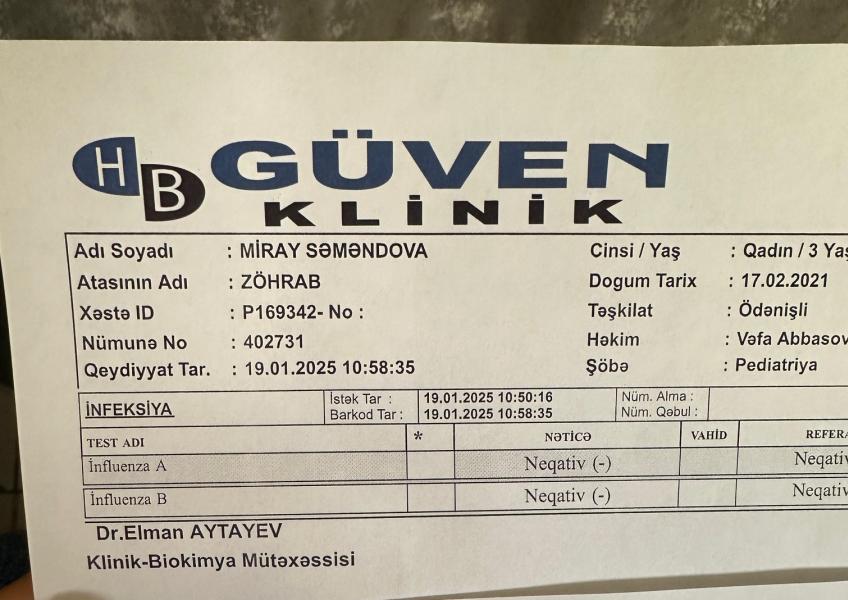 HB GÜVEN
KLİNİK
Adı Soyadı : MİRAY SƏMƏNDOVA Cinsi / Yaş : Qadın / 3 Yaş
Atasının Adı : ZÖHRAB Dogum Tarix : 17.02.2021
Xəstə ID : P169342- No : Təşkilat : Ödənişli
Nümunə No : 402731 Həkim : Vəfa Abbasov
Qeydiyyat Tar. : 19.01.2025 10:58:35 Şöbə : Pediatriya
İNFEKSİYA İstək Tar : 19.01.2025 10:50:16 Nüm. Alma :
Barkod Tar : 19.01.2025 10:58:35 Nüm. Qəbul :
TEST ADI * NƏTİCƏ VAHİD REFERA
İnfluenza A Neqativ (-) Neqativ
İnfluenza B Neqativ (-) Neqativ
Dr.Elman AYTAYEV
Klinik-Biokimya Mütəxəssisi